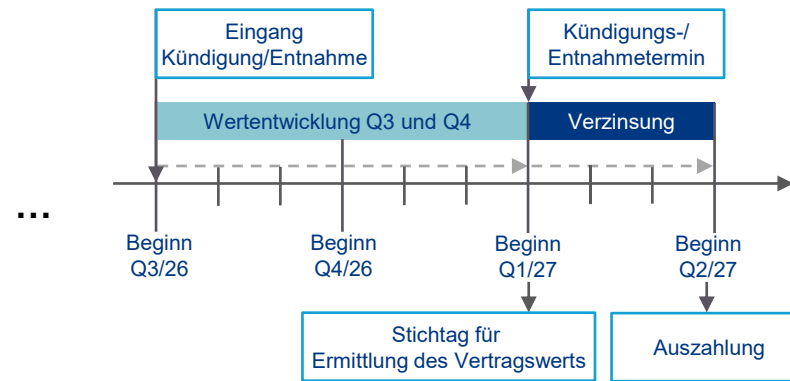 Eingang
Kündigung/Entnahme
Kündigungs-/
Entnahmetermin
Wertentwicklung Q3 und Q4
Verzinsung
...
Beginn
Q3/26
Beginn
Q4/26
Beginn
Q1/27
Beginn
Q2/27
Stichtag für
Ermittlung des Vertragswerts
Auszahlung